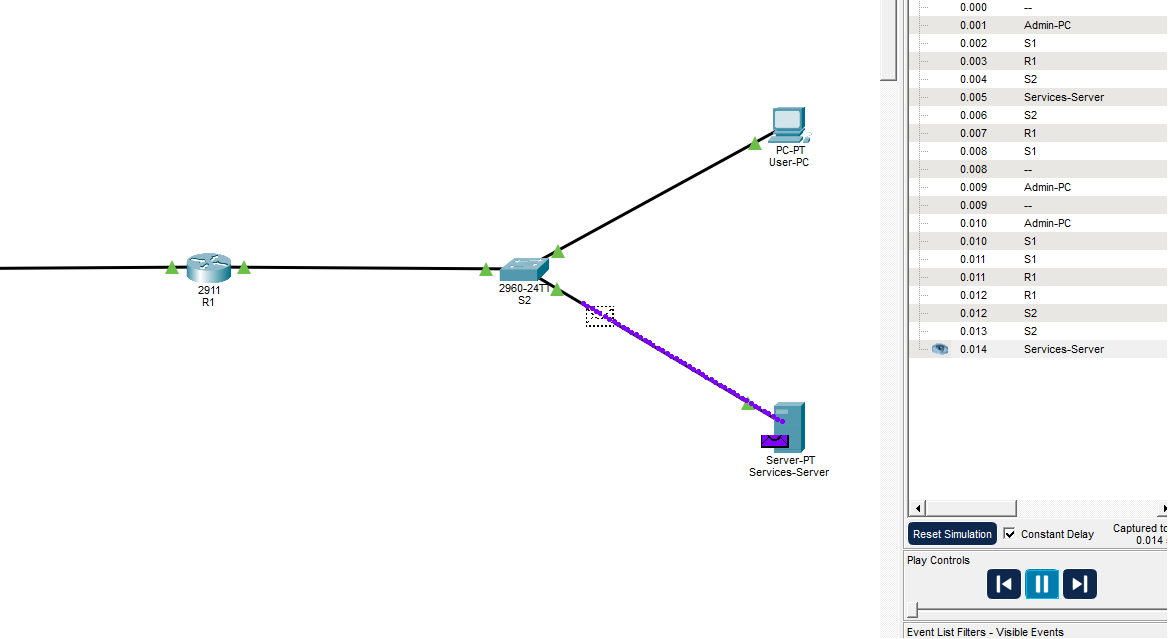 PC-PT
User-PC
2911
R1
2960-24TT
S2
Server-PT
Services-Server
0.000 --
0.001 Admin-PC
0.002 S1
0.003 R1
0.004 S2
0.005 Services-Server
0.006 S2
0.007 R1
0.008 S1
0.008 --
0.009 Admin-PC
0.009 --
0.010 Admin-PC
0.010 S1
0.011 S1
0.011 R1
0.012 R1
0.012 S2
0.013 S2
0.014 Services-Server
Reset Simulation Constant Delay Captured to
0.014
Play Controls
Event List Filters - Visible Events